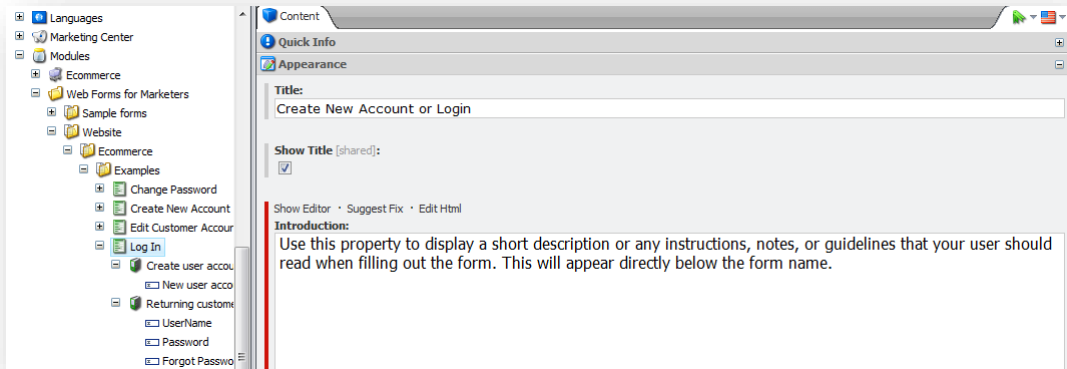 Languages
Marketing Center
Modules
Ecommerce
Web Forms for Marketers
Sample forms
Website
Ecommerce
Examples
Change Password
Create New Account
Edit Customer Accour
Log In
Create user accou
New user acco
Returning custome
UserName
Password
Forgot Passwo
Content
Quick Info
Appearance
Title:
Create New Account or Login
Show Title [shared]:
Show Editor · Suggest Fix · Edit Html
Introduction:
Use this property to display a short description or any instructions, notes, or guidelines that your user should
read when filling out the form. This will appear directly below the form name.